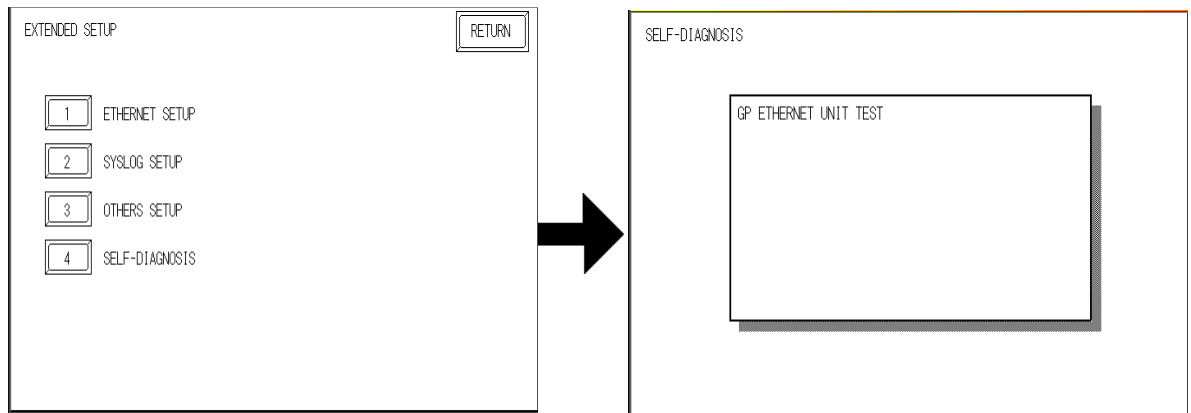 EXTENDED SETUP
RETURN
1 ETHERNET SETUP
2 SYSLOG SETUP
3 OTHERS SETUP
4 SELF-DIAGNOSIS
SELF-DIAGNOSIS
GP ETHERNET UNIT TEST